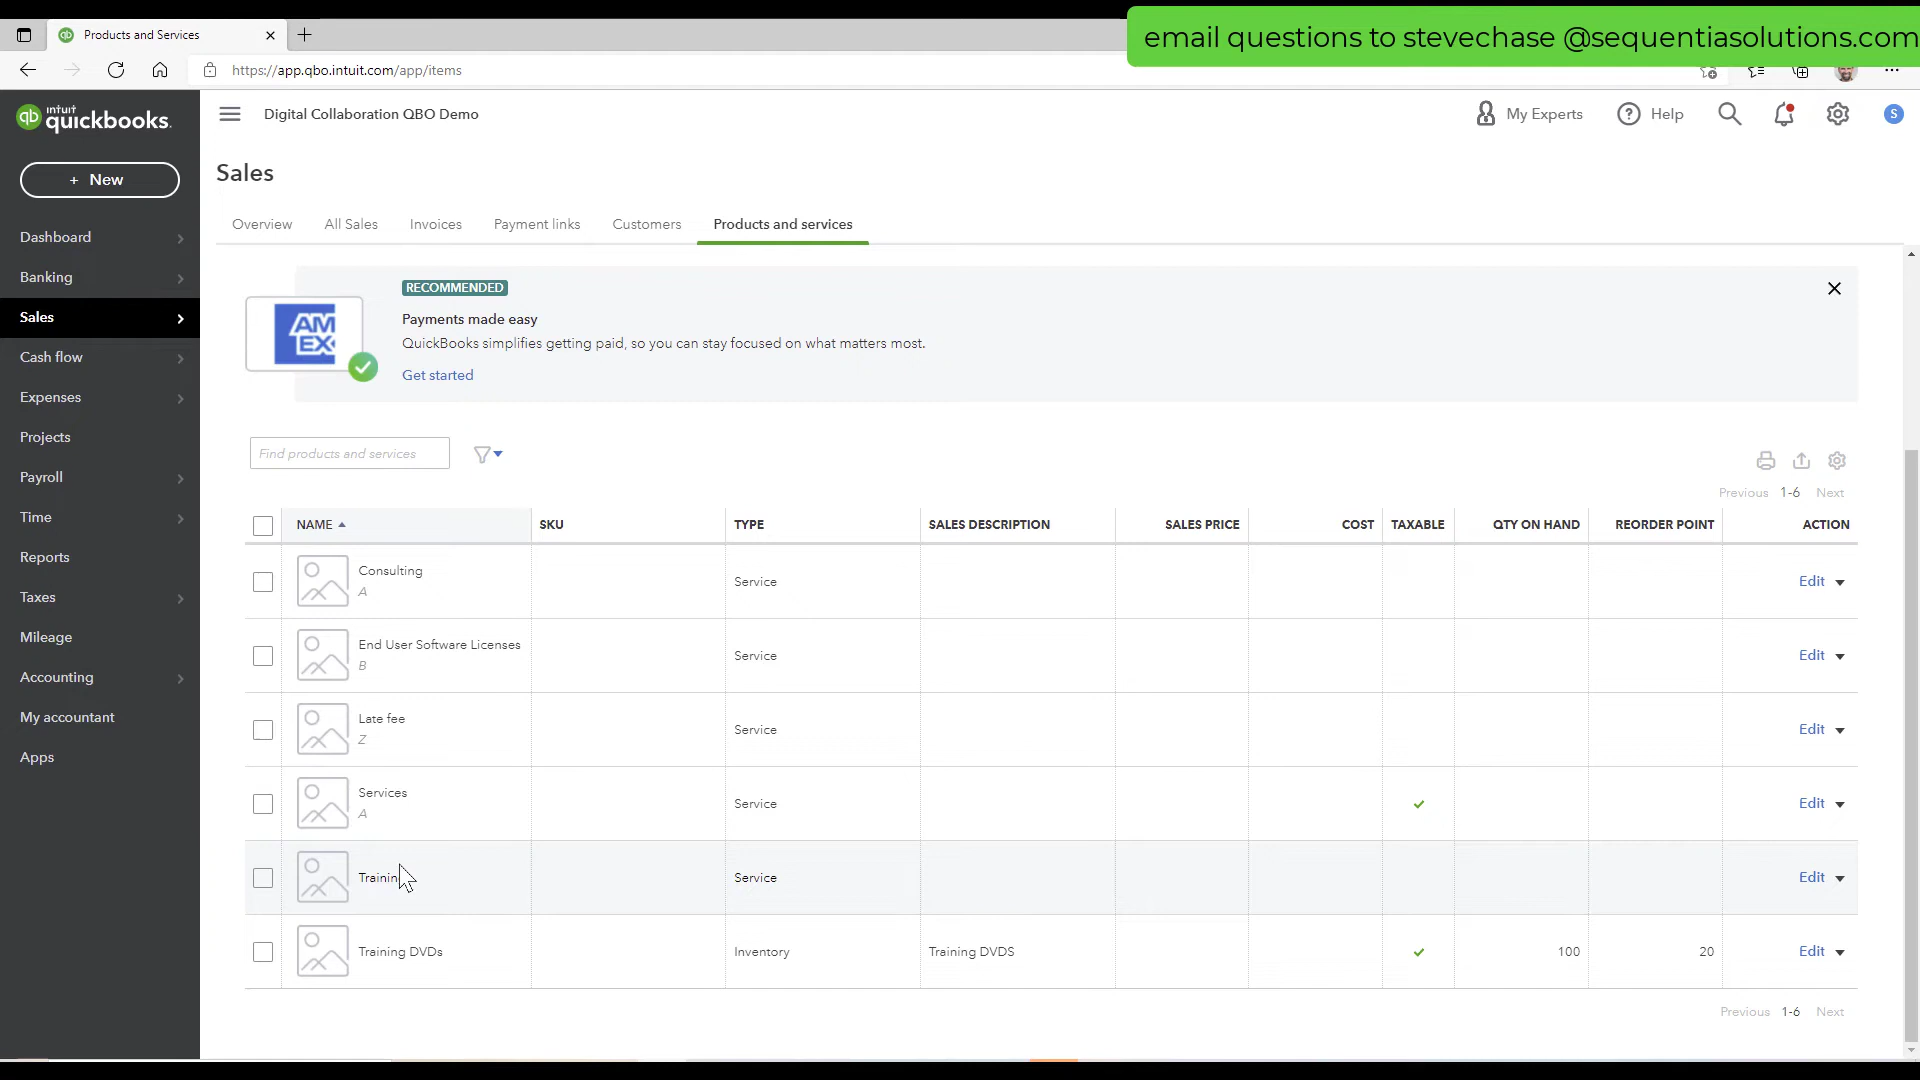 Products and Services
email questions to stevechase @sequentiasolutions.com
https://app.qbo.intuit.com/app/items
intuit
quickbooks.
Digital Collaboration QBO Demo
My Experts
Help
S
+ New
Sales
Overview
All Sales
Invoices
Payment links
Customers
Products and services
Dashboard
Banking
Sales
Cash flow
Expenses
Projects
Payroll
Time
Reports
Taxes
Mileage
Accounting
My accountant
Apps
RECOMMENDED
AM
EX
Payments made easy
QuickBooks simplifies getting paid, so you can stay focused on what matters most.
Get started
Find products and services
Previous 1-6 Next
NAME SKU TYPE SALES DESCRIPTION SALES PRICE COST TAXABLE QTY ON HAND REORDER POINT ACTION
Consulting
A
Service
Edit
End User Software Licenses
B
Service
Edit
Late fee
Z
Service
Edit
Services
A
Service
Edit
Service
Edit
Training DVDs Inventory Training DVDS 100 20 Edit
Previous 1-6 Next